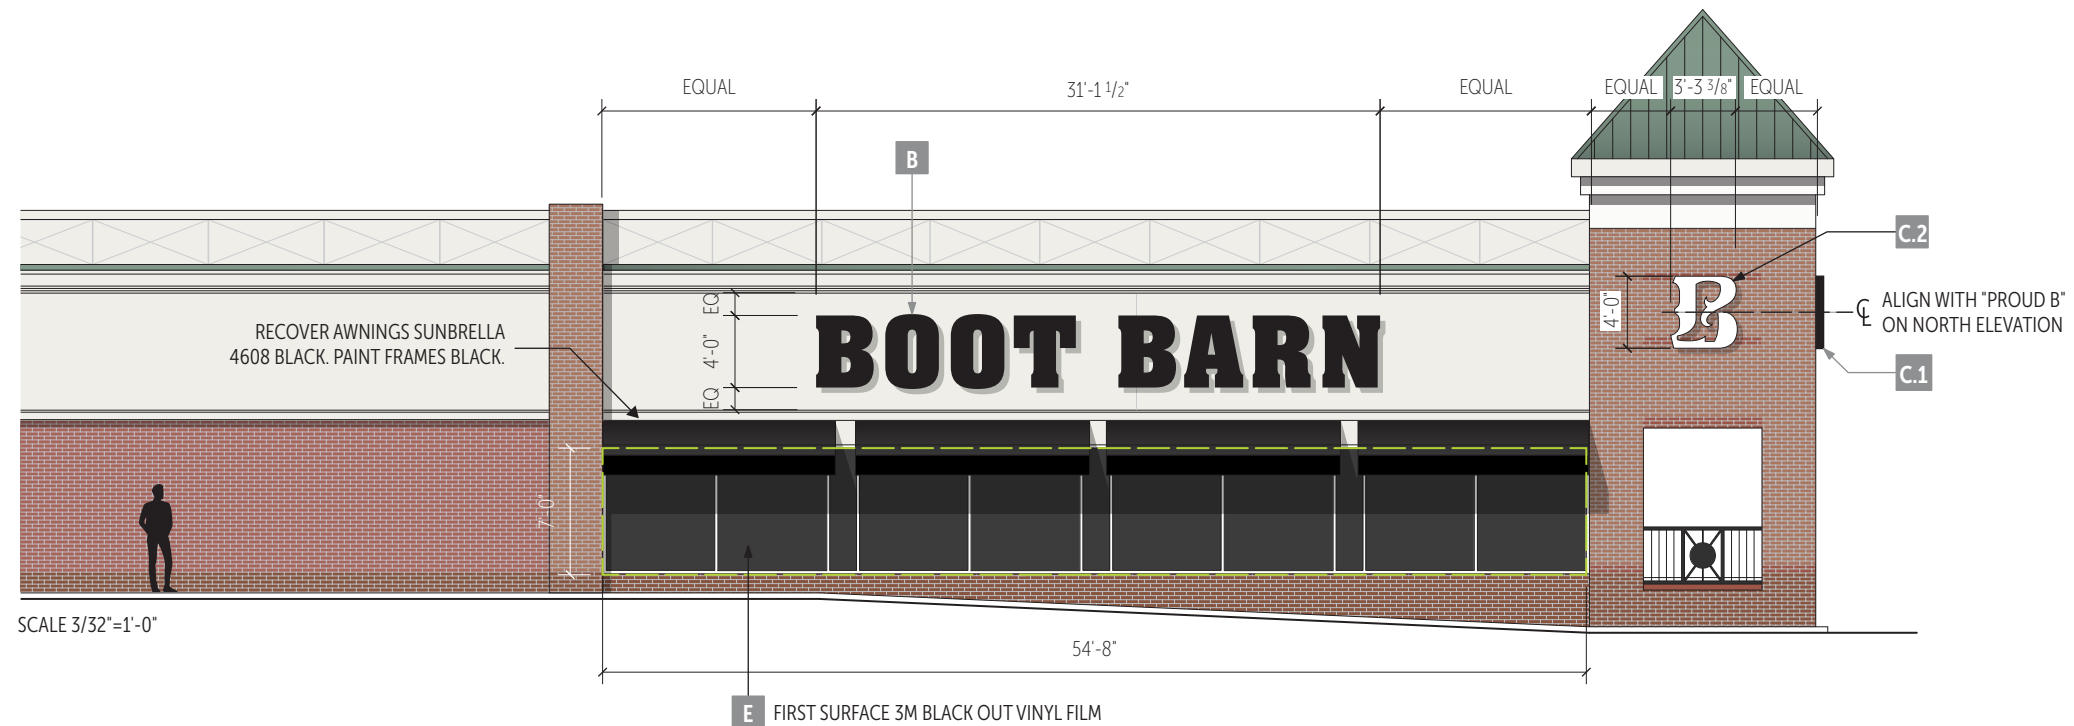 EQUAL 31'-1 1/2" EQUAL EQUAL 3'-3 3/8" EQUAL
B
C.2
EQ
4'-0"
EQ
BOOT BARN
4'-0"
B
℄ ALIGN WITH "PROUD B"
ON NORTH ELEVATION
C.1
RECOVER AWNINGS SUNBRELLA
4608 BLACK. PAINT FRAMES BLACK.
7'-0"
SCALE 3/32"=1'-0"
54'-8"
E FIRST SURFACE 3M BLACK OUT VINYL FILM